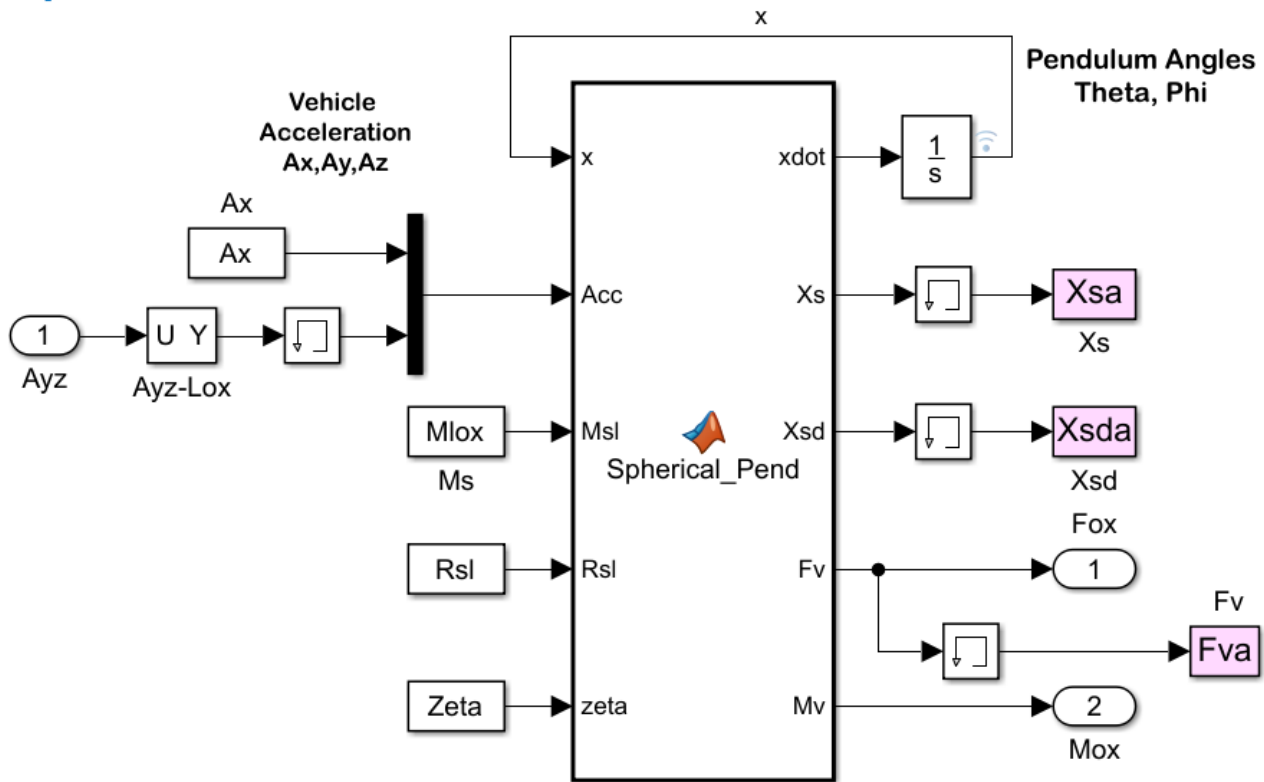 x
Pendulum Angles
Theta, Phi
Vehicle
Acceleration
Ax,Ay,Az
x
xdot
1
s
Ax
Ax
Acc
Xs
Xsa
Xs
1
Ayz
U Y
Ayz-Lox
Mlox
Ms
Msl
Spherical_Pend
Xsd
Xsda
Xsd
Rsl
Rsl
Fv
Fox
1
Fv
Fva
Zeta
zeta
Mv
2
Mox